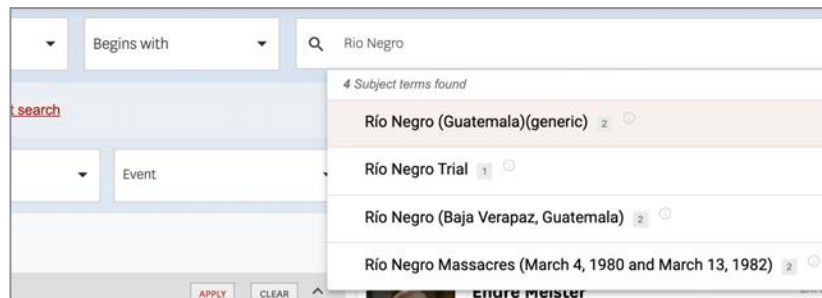 Begins with
Rio Negro
4 Subject terms found
t search
Río Negro (Guatemala)(generic) 2
Río Negro Trial 1
Event
Río Negro (Baja Verapaz, Guatemala) 2
Río Negro Massacres (March 4, 1980 and March 13, 1982) 2
APPLY CLEAR
Endre Meister